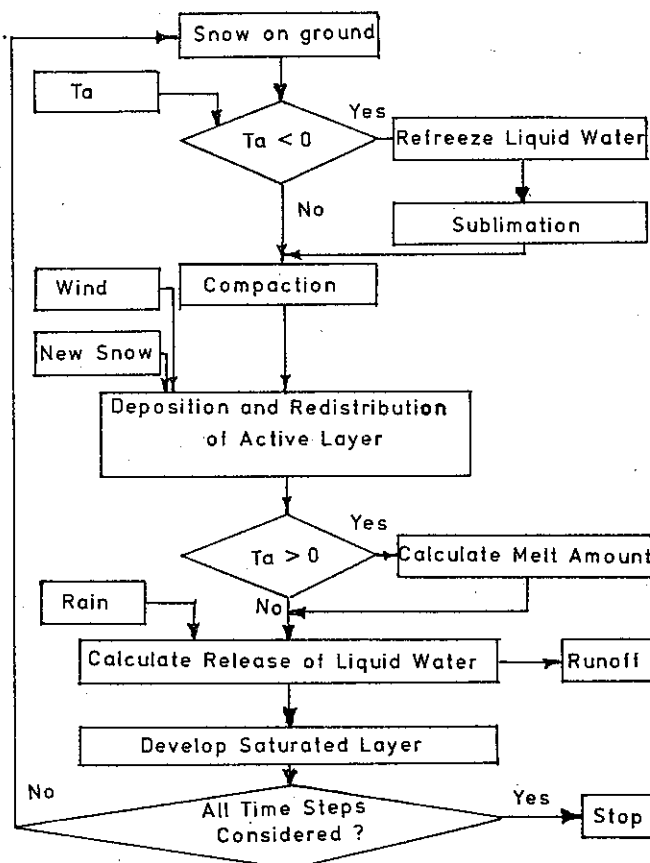 Snow on ground
Ta
Ta < 0
Yes
Refreeze Liquid Water
No
Sublimation
Compaction
Wind
New Snow
Deposition and Redistribution
of Active Layer
Yes
Ta > 0
Calculate Melt Amount
Rain
No
Calculate Release of Liquid Water
Runoff
Develop Saturated Layer
No
All Time Steps
Considered ?
Yes
Stop